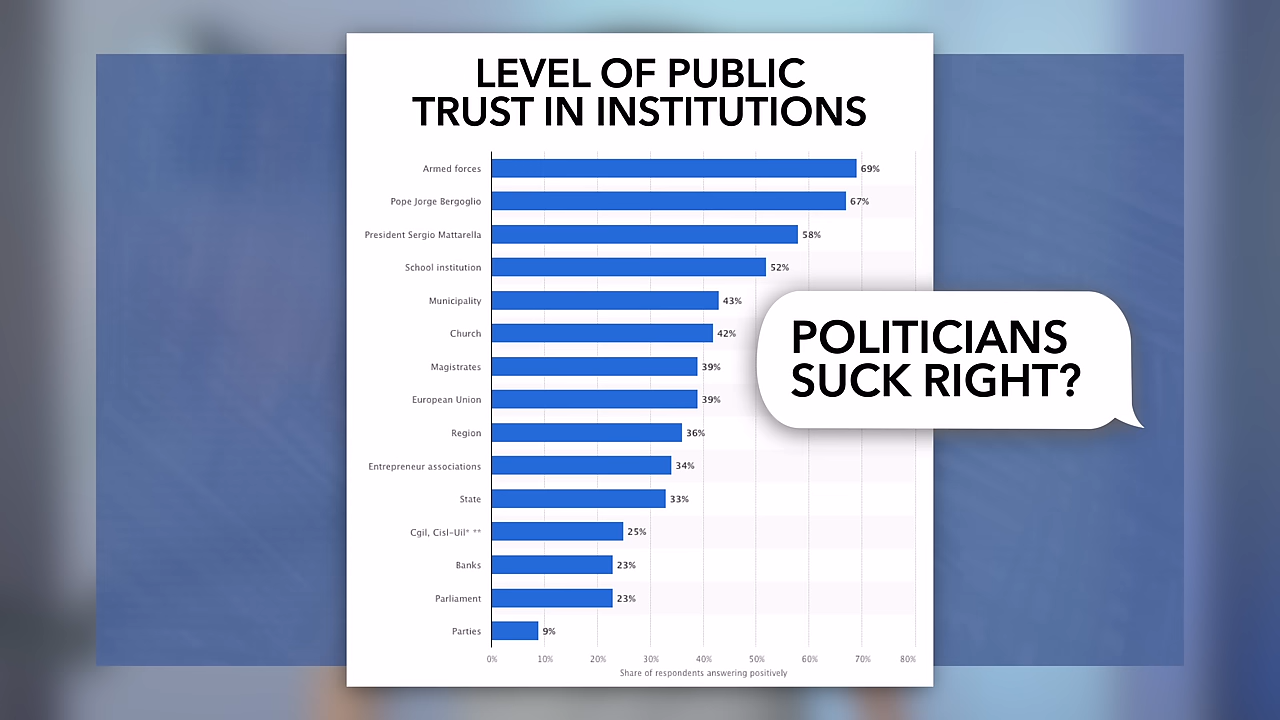 LEVEL OF PUBLIC
TRUST IN INSTITUTIONS
Armed forces 69%
Pope Jorge Bergoglio 67%
President Sergio Mattarella 58%
School institution 52%
Municipality 43%
Church 42%
Magistrates 39%
European Union 39%
Region 36%
Entrepreneur associations 34%
State 33%
Cgil, Cisl-Uil* ** 25%
Banks 23%
Parliament 23%
Parties 9%
0% 10% 20% 30% 40% 50% 60% 70% 80%
Share of respondents answering positively
POLITICIANS
SUCK RIGHT?